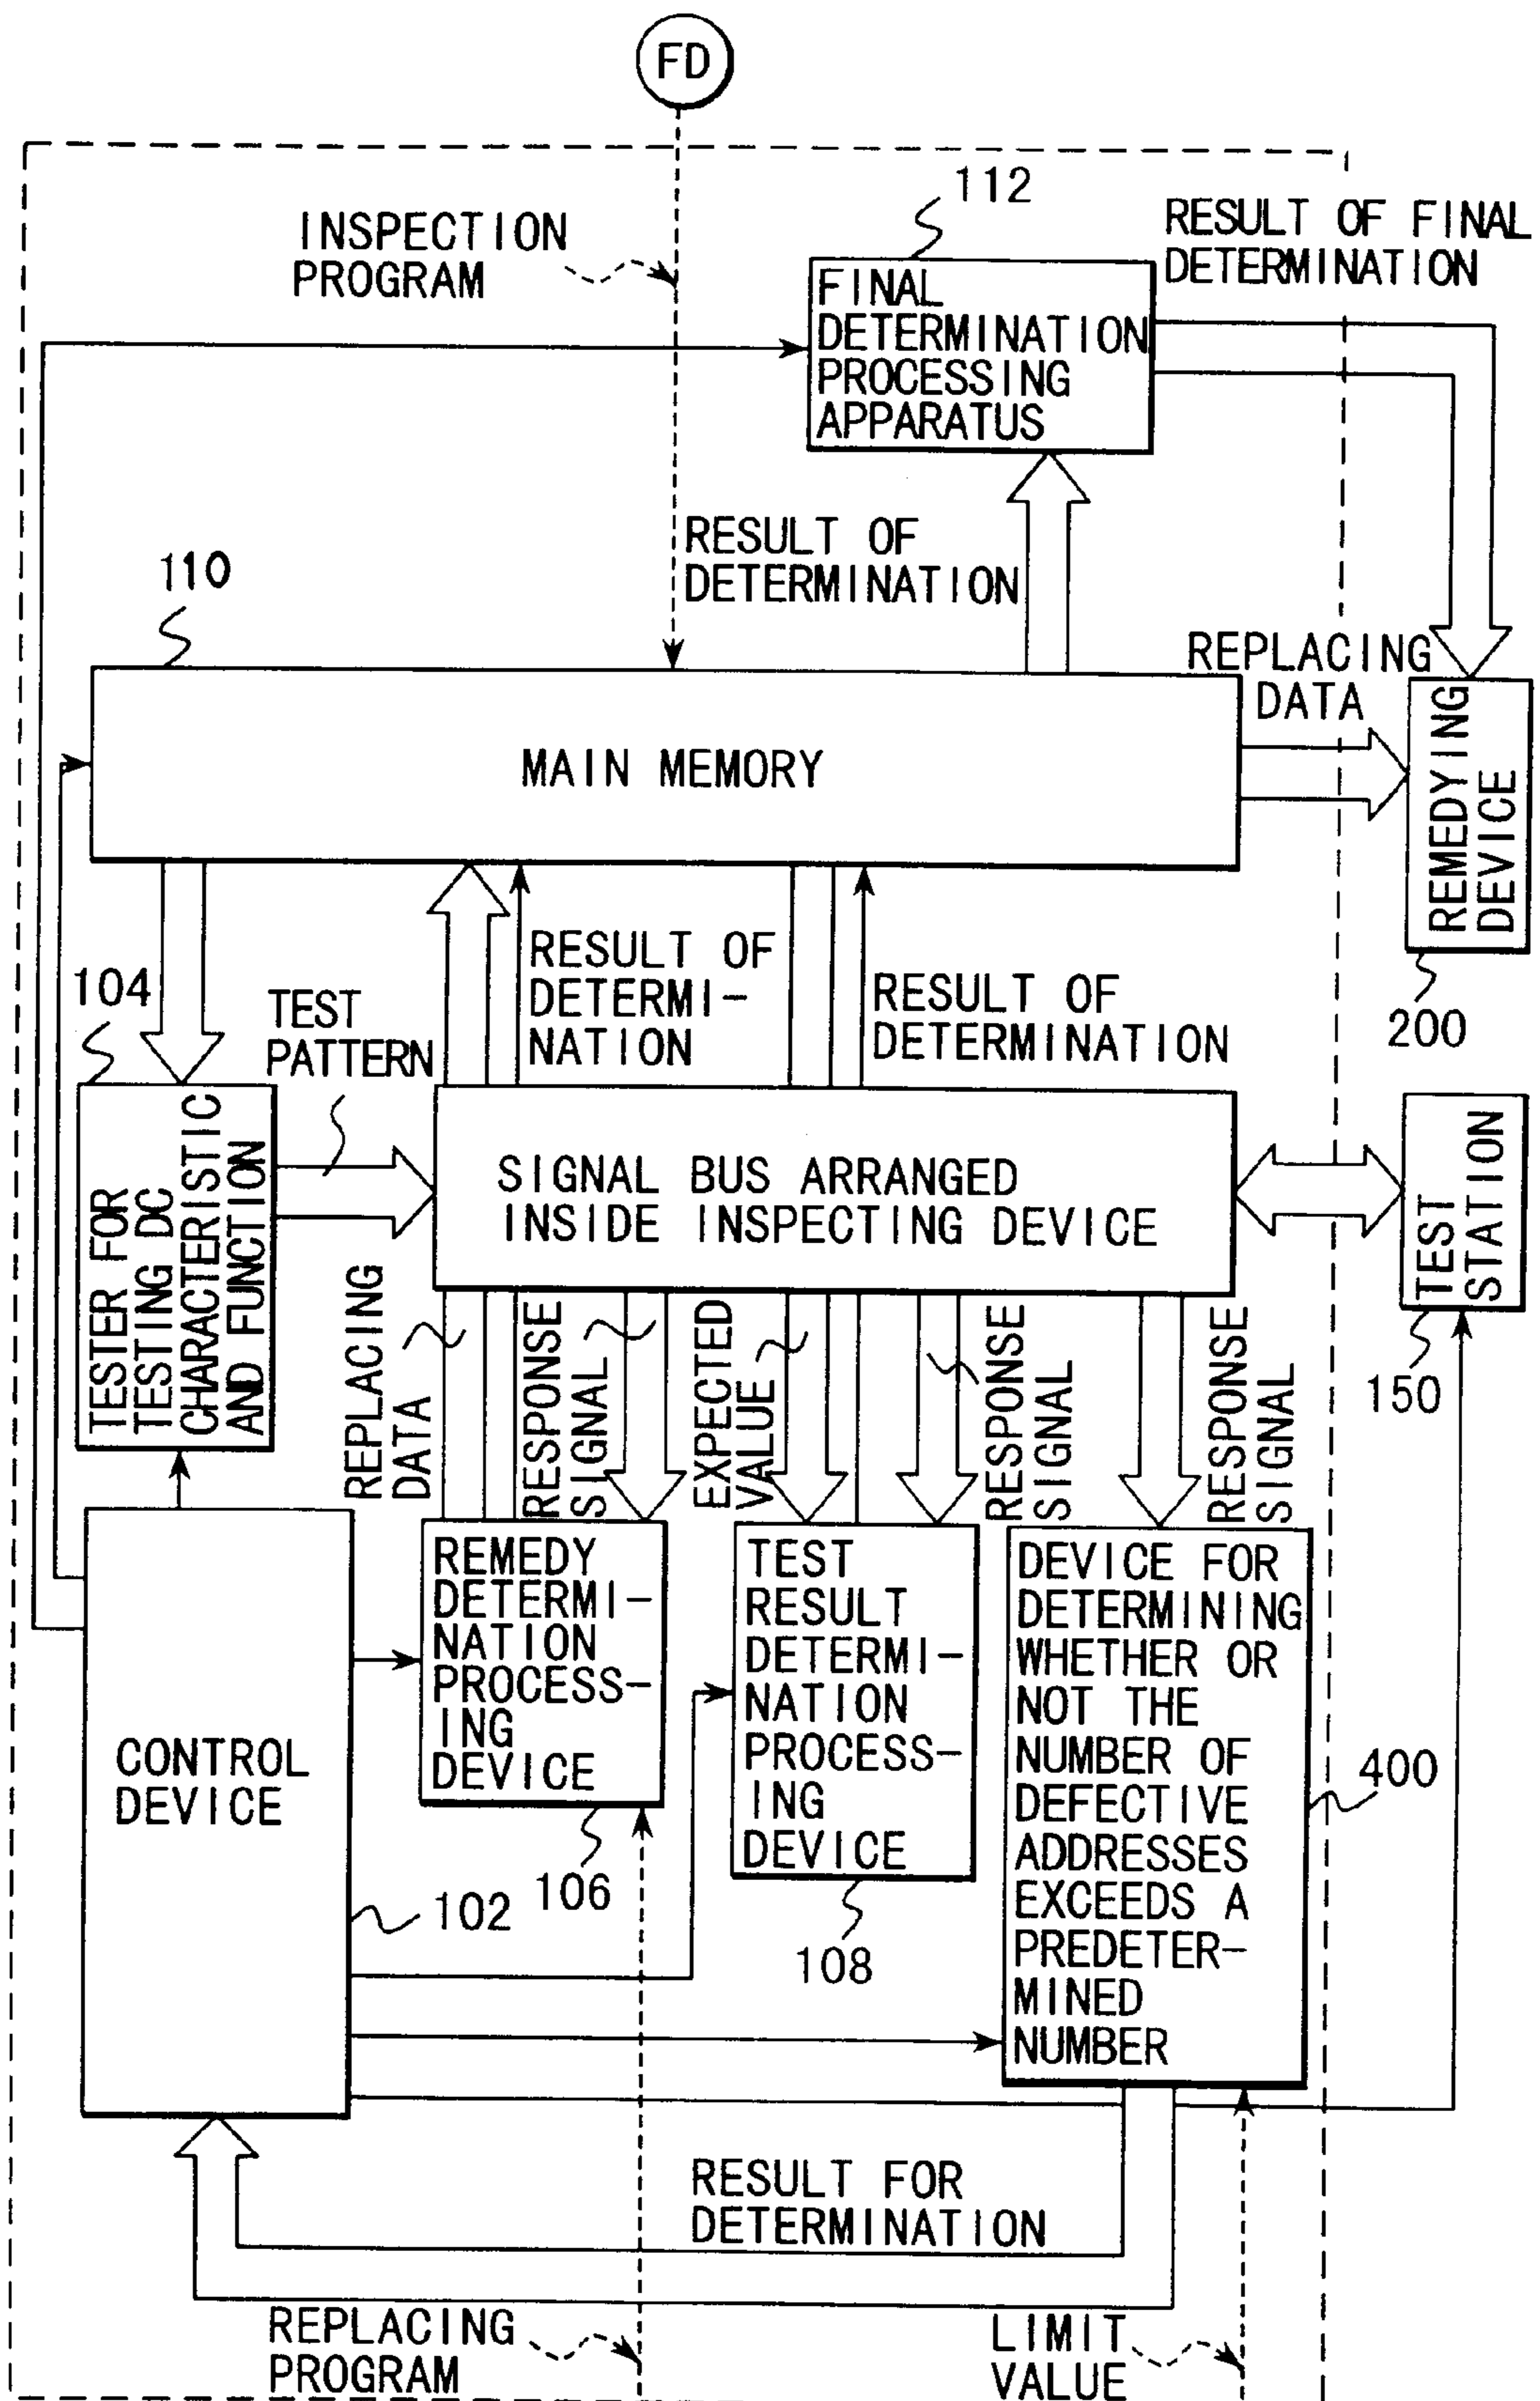 FD
112
INSPECTION
PROGRAM
RESULT OF FINAL
DETERMINATION
FINAL
DETERMINATION
PROCESSING
APPARATUS
RESULT OF
DETERMINATION
110
REPLACING
DATA
MAIN MEMORY
REMEDYING
DEVICE
200
104
TEST
PATTERN
RESULT OF
DETERMI-
NATION
RESULT OF
DETERMINATION
TESTER FOR
TESTING DC
CHARACTERISTIC
AND FUNCTION
SIGNAL BUS ARRANGED
INSIDE INSPECTING DEVICE
TEST
STATION
150
REPLACING
DATA
RESPONSE
SIGNAL
EXPECTED
VALUE
RESPONSE
SIGNAL
RESPONSE
SIGNAL
CONTROL
DEVICE
102
REMEDY
DETERMI-
NATION
PROCESS-
ING
DEVICE
106
TEST
RESULT
DETERMI-
NATION
PROCESS-
ING
DEVICE
108
DEVICE FOR
DETERMINING
WHETHER OR
NOT THE
NUMBER OF
DEFECTIVE
ADDRESSES
EXCEEDS A
PREDETER-
MINED
NUMBER
400
RESULT FOR
DETERMINATION
REPLACING
PROGRAM
LIMIT
VALUE